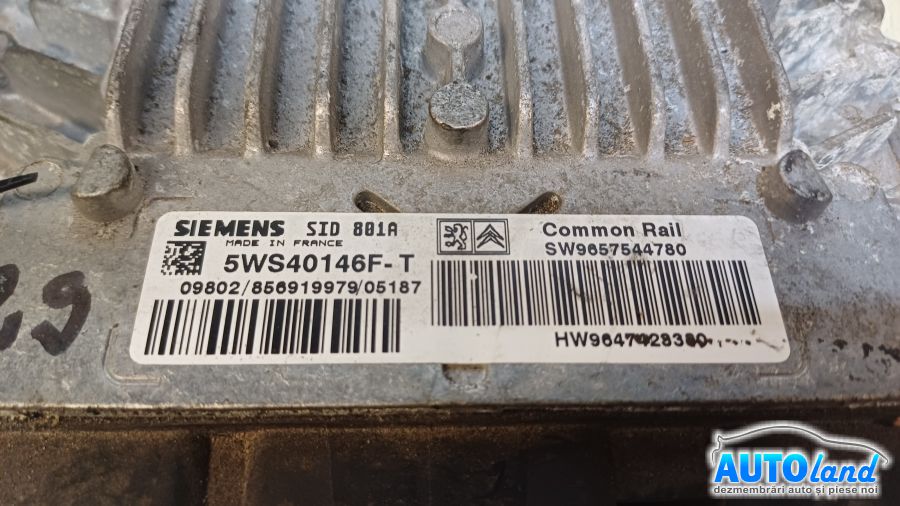 SIEMENS SID 801A
MADE IN FRANCE
5WS40146F-T
09802/856919979/05187
Common Rail
SW9657544780
HW9647428380
AUTOland
dezmembrări auto și piese noi